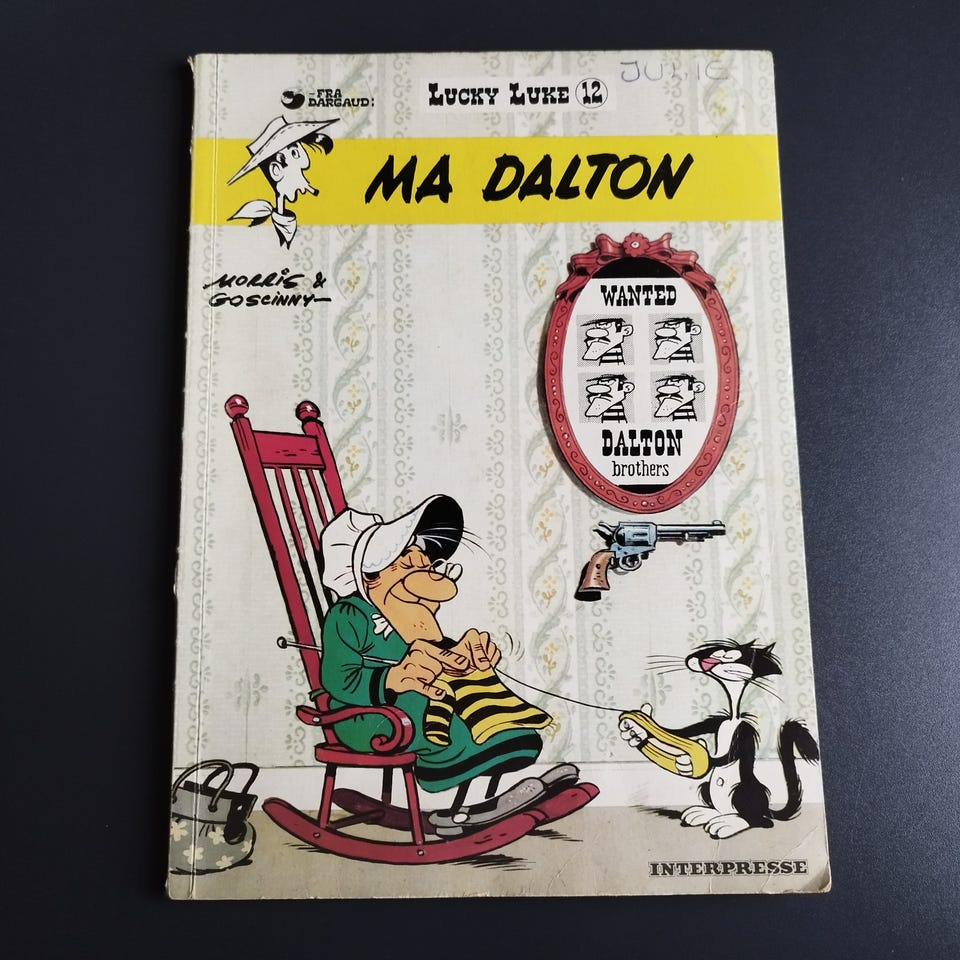 JULIE
-FRA
DARGAUD:
LUCKY LUKE 12
MA DALTON
MORRIS &
GOSCINNY-
WANTED
DALTON
brothers
INTERPRESSE